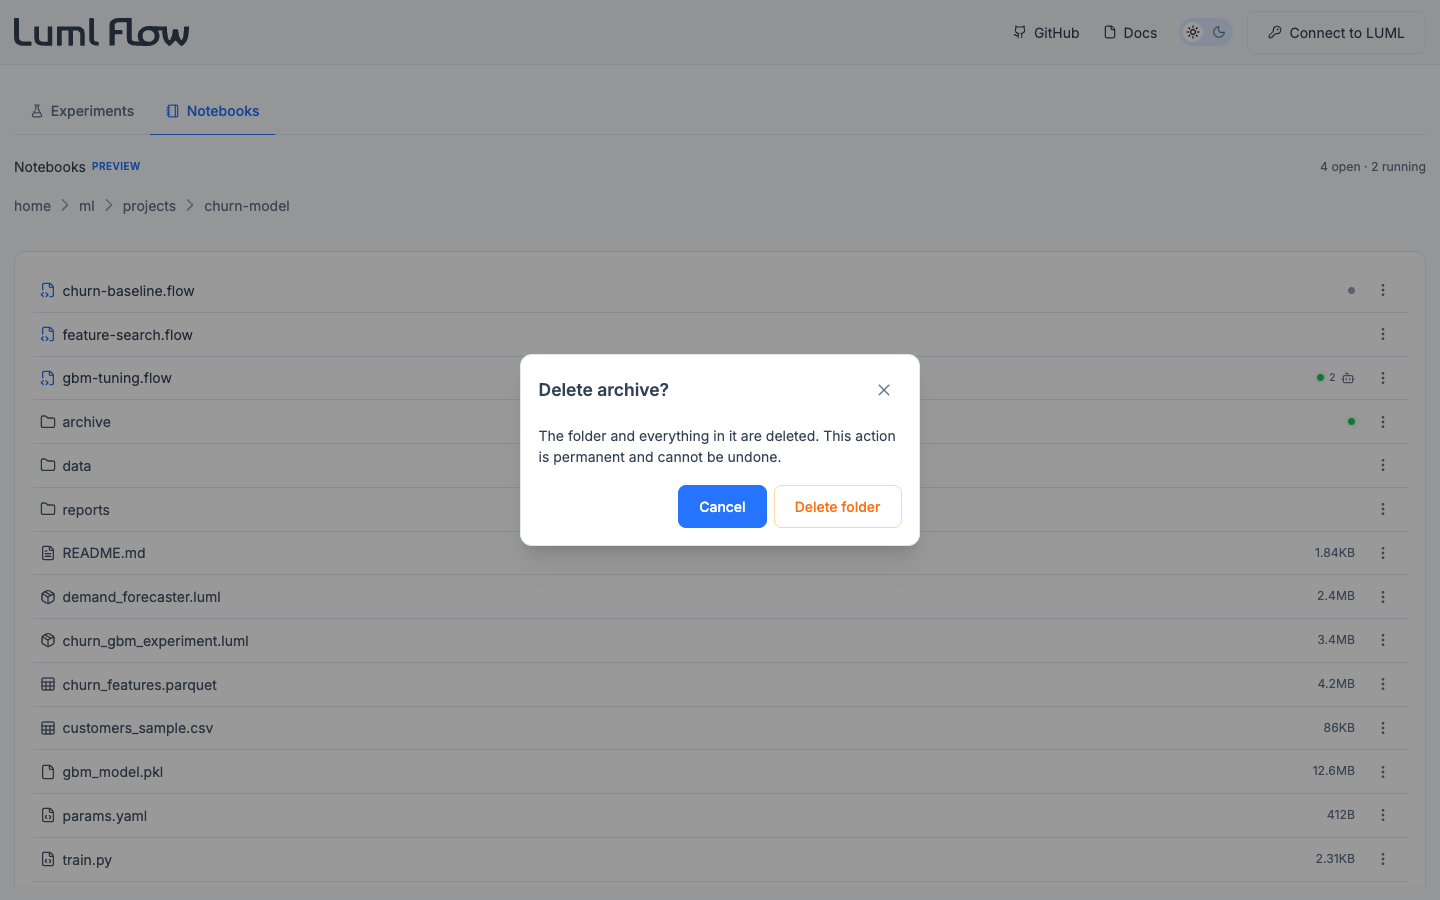 Luml Flow
GitHub
Docs
Connect to LUML
Experiments
Notebooks
Notebooks PREVIEW
4 open · 2 running
home > ml > projects > churn-model
churn-baseline.flow
feature-search.flow
gbm-tuning.flow
2
archive
data
reports
README.md
1.84KB
demand_forecaster.luml
2.4MB
churn_gbm_experiment.luml
3.4MB
churn_features.parquet
4.2MB
customers_sample.csv
86KB
gbm_model.pkl
12.6MB
params.yaml
412B
train.py
2.31KB
Delete archive?
The folder and everything in it are deleted. This action
is permanent and cannot be undone.
Cancel
Delete folder